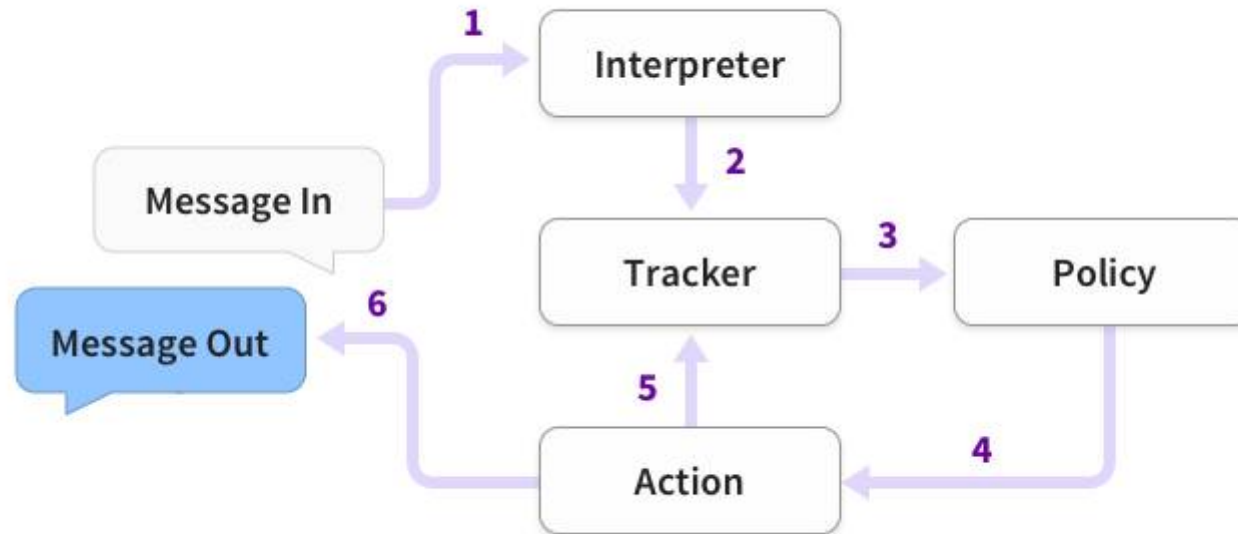 1
Interpreter
2
Message In
3
Tracker
Policy
6
Message Out
5
4
Action